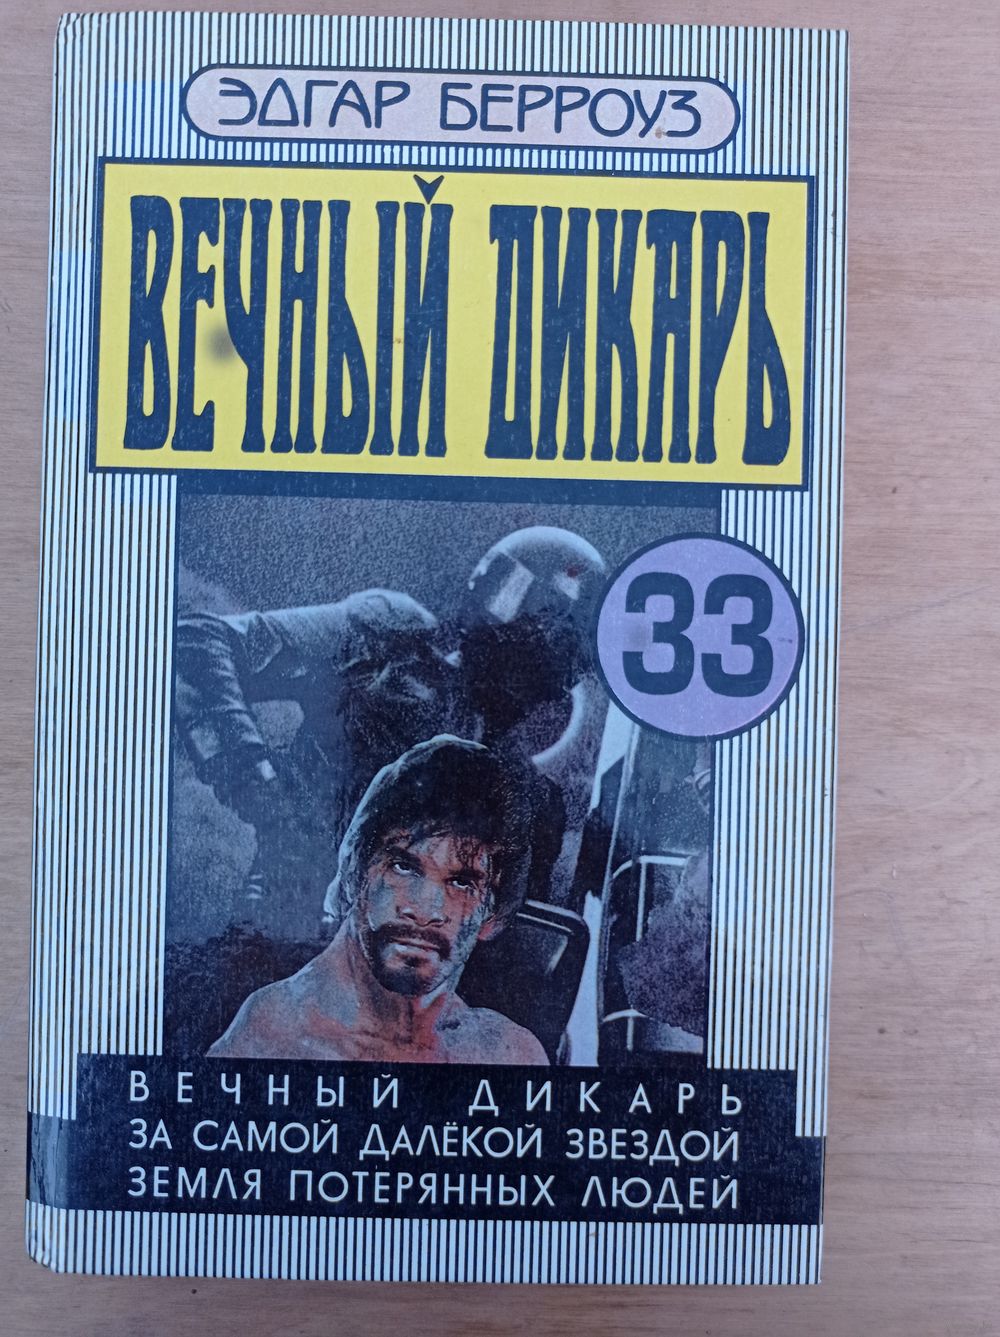 ЭДГАР БЕРРОУЗ
ВЕЧНЫЙ ДИКАРЬ
33
ВЕЧНЫЙ ДИКАРЬ
ЗА САМОЙ ДАЛЁКОЙ ЗВЕЗДОЙ
ЗЕМЛЯ ПОТЕРЯННЫХ ЛЮДЕЙ